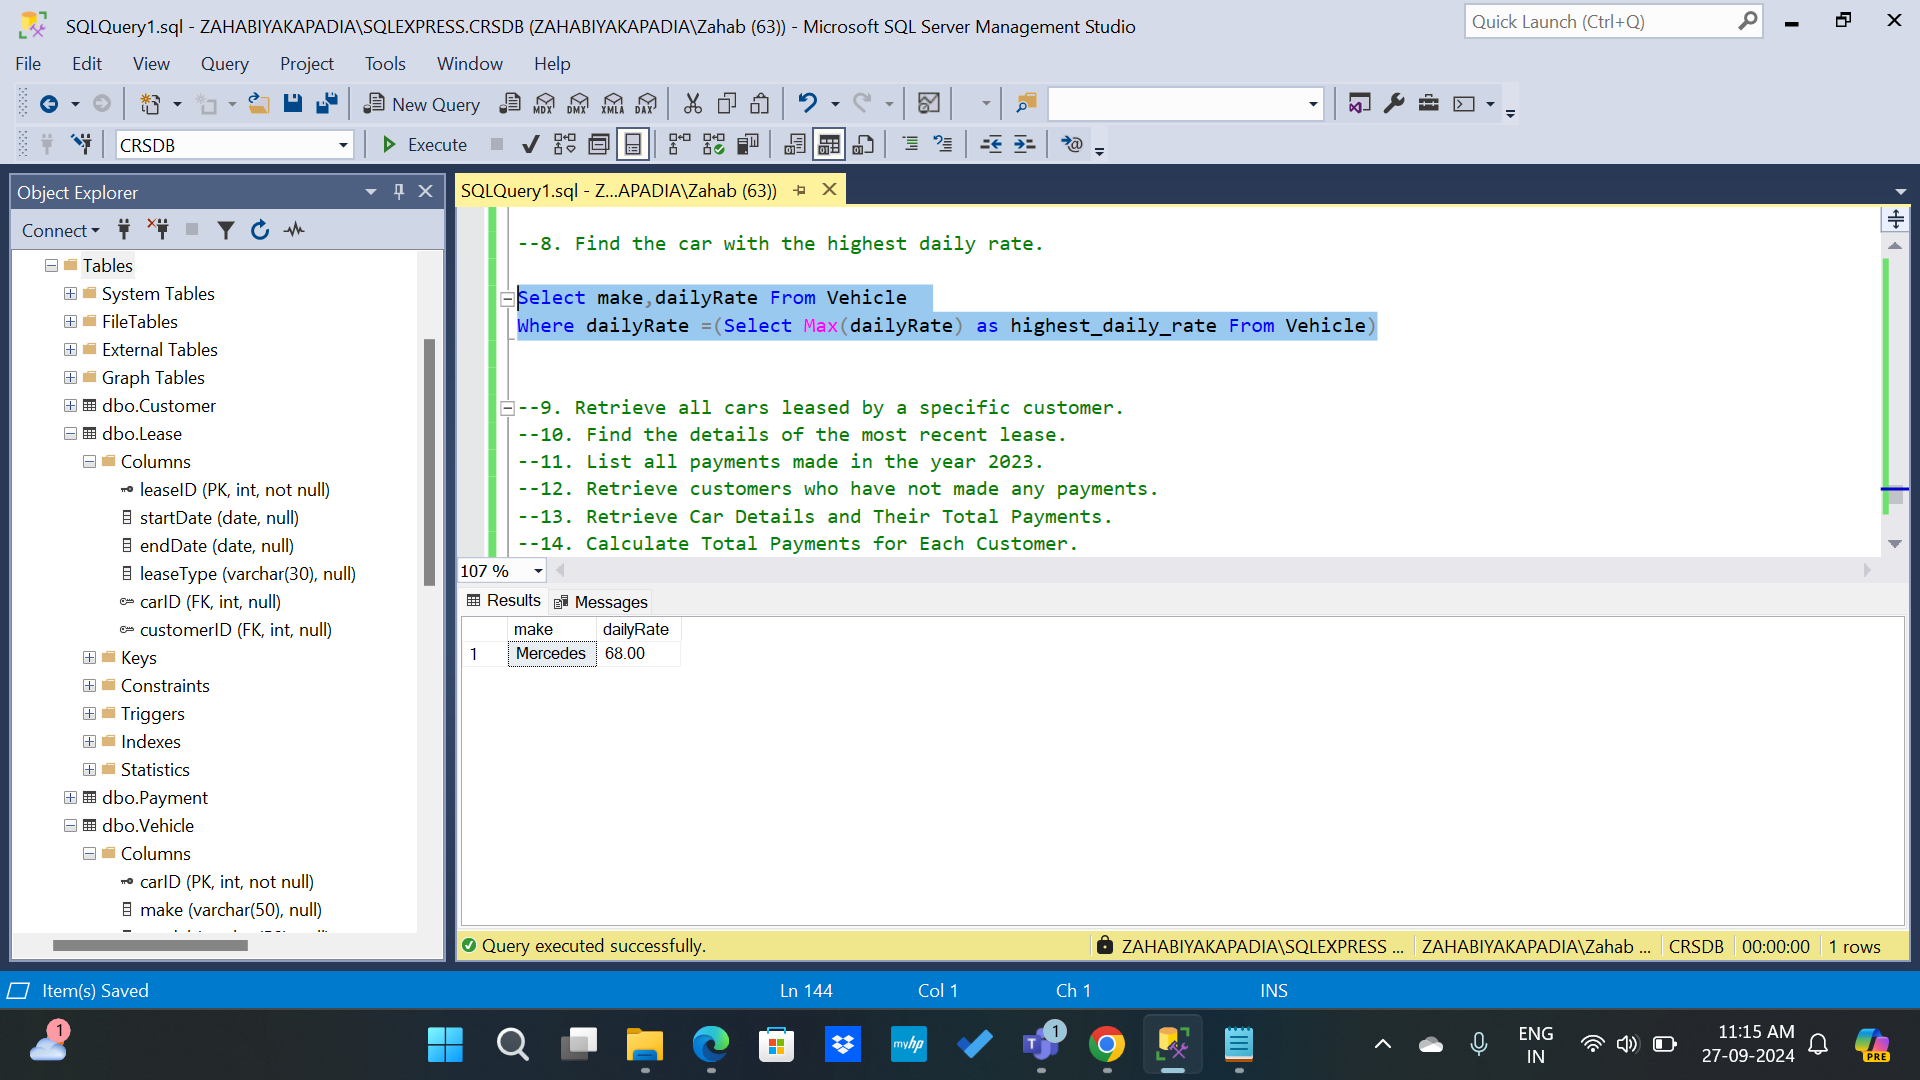 SQLQuery1.sql - ZAHABIYAKAPADIA\SQLEXPRESS.CRSDB (ZAHABIYAKAPADIA\Zahab (63)) - Microsoft SQL Server Management Studio
Quick Launch (Ctrl+Q)
File Edit View Query Project Tools Window Help
New Query MDX DMX XMLA DAX
CRSDB Execute
Object Explorer
Connect
Tables
System Tables
FileTables
External Tables
Graph Tables
dbo.Customer
dbo.Lease
Columns
leaseID (PK, int, not null)
startDate (date, null)
endDate (date, null)
leaseType (varchar(30), null)
carID (FK, int, null)
customerID (FK, int, null)
Keys
Constraints
Triggers
Indexes
Statistics
dbo.Payment
dbo.Vehicle
Columns
carID (PK, int, not null)
make (varchar(50), null)
SQLQuery1.sql - Z...APADIA\Zahab (63))
--8. Find the car with the highest daily rate.
Select make,dailyRate From Vehicle
Where dailyRate =(Select Max(dailyRate) as highest_daily_rate From Vehicle)
--9. Retrieve all cars leased by a specific customer.
--10. Find the details of the most recent lease.
--11. List all payments made in the year 2023.
--12. Retrieve customers who have not made any payments.
--13. Retrieve Car Details and Their Total Payments.
--14. Calculate Total Payments for Each Customer.
107 %
Results Messages
make dailyRate
1 Mercedes 68.00
Query executed successfully. ZAHABIYAKAPADIA\SQLEXPRESS ... ZAHABIYAKAPADIA\Zahab ... CRSDB 00:00:00 1 rows
Item(s) Saved Ln 144 Col 1 Ch 1 INS
1 myhp 1 ENG 11:15 AM
IN 27-09-2024 PRE